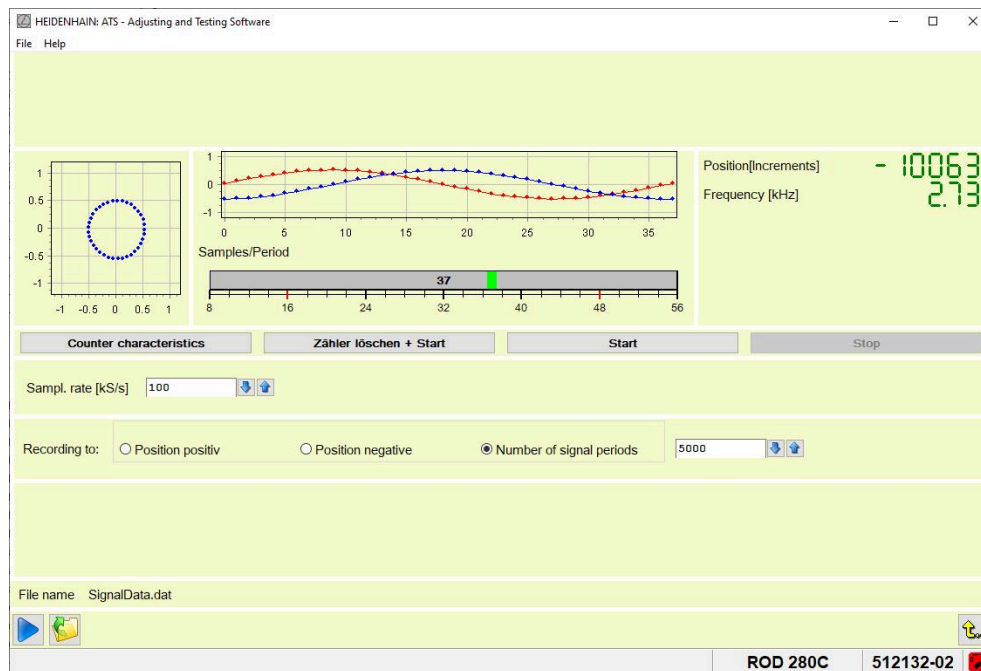 HEIDENHAIN: ATS - Adjusting and Testing Software
File Help
1
0.5
0
-0.5
-1
-1 -0.5 0 0.5 1
1
0
-1
0 5 10 15 20 25 30 35
Samples/Period
37
8 16 24 32 40 48 56
Position[Increments] - 10063
Frequency [kHz] 2.73
Counter characteristics Zähler löschen + Start Start Stop
Sampl. rate [kS/s] 100
Recording to: Position positiv Position negative Number of signal periods 5000
File name SignalData.dat
ROD 280C 512132-02